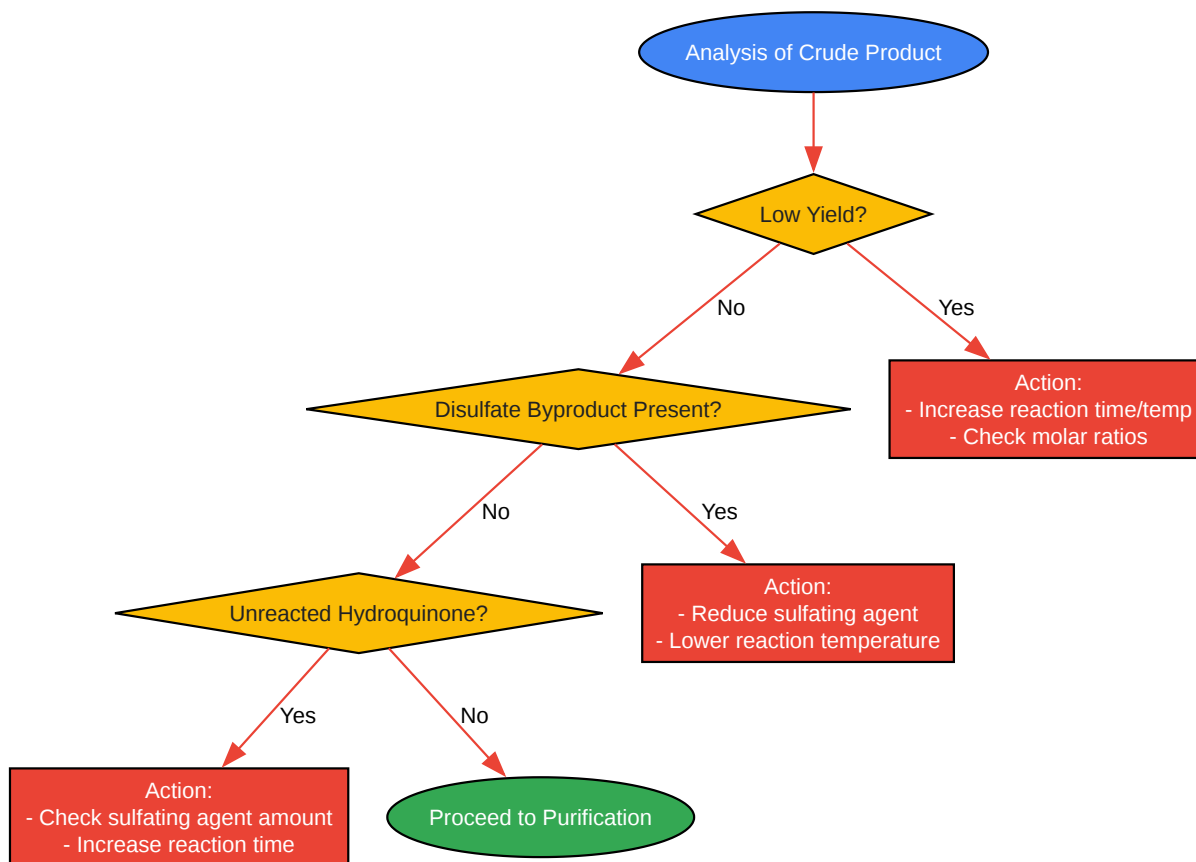 Analysis of Crude Product
Low Yield?
No
Yes
Disulfate Byproduct Present?
Action:
- Increase reaction time/temp
- Check molar ratios
No
Yes
Unreacted Hydroquinone?
Action:
- Reduce sulfating agent
- Lower reaction temperature
Yes
No
Action:
- Check sulfating agent amount
- Increase reaction time
Proceed to Purification